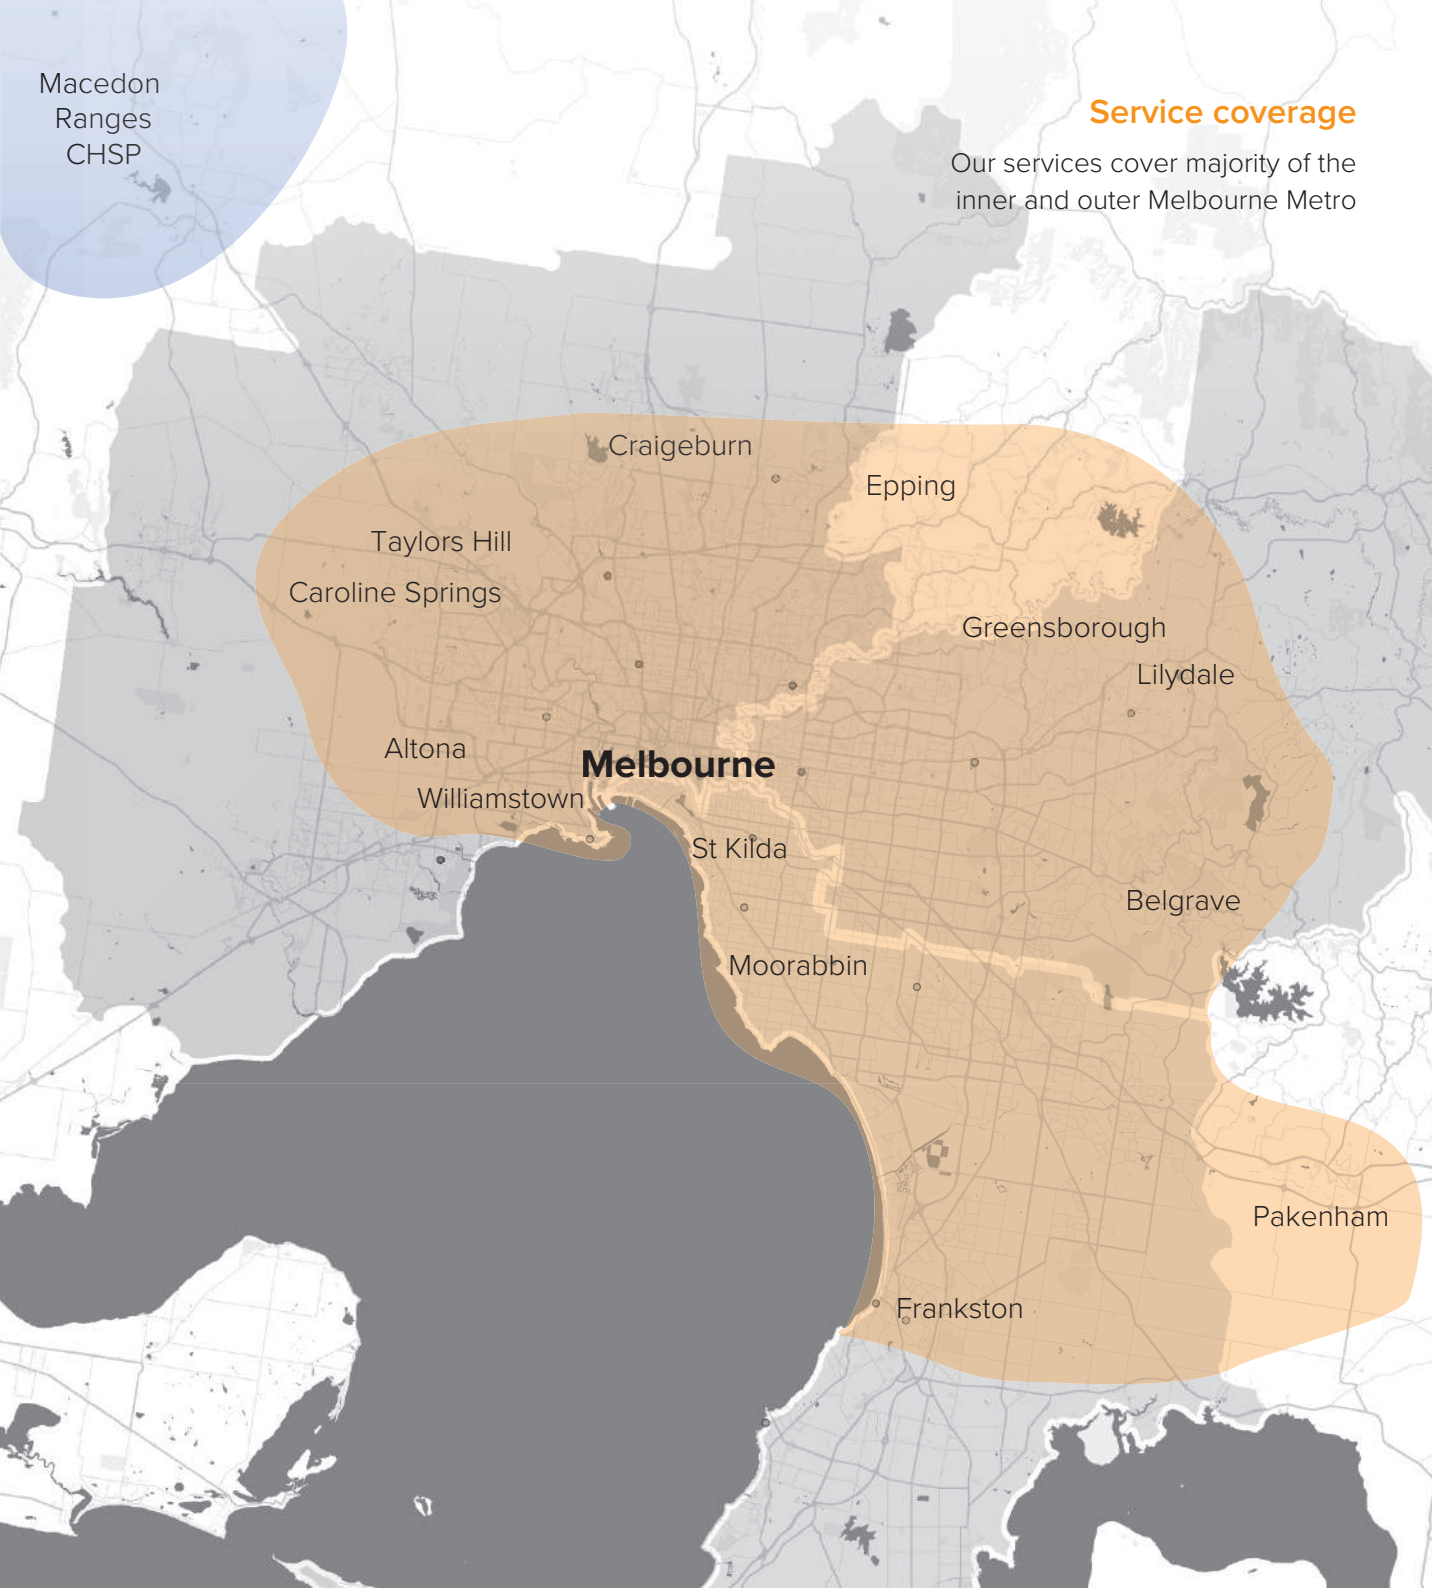 Macedon
Ranges
CHSP
Service coverage
Our services cover majority of the
inner and outer Melbourne Metro
Craigeburn
Epping
Taylors Hill
Caroline Springs
Greensborough
Lilydale
Altona
Melbourne
Williamstown
St Kilda
Belgrave
Moorabbin
Pakenham
Frankston